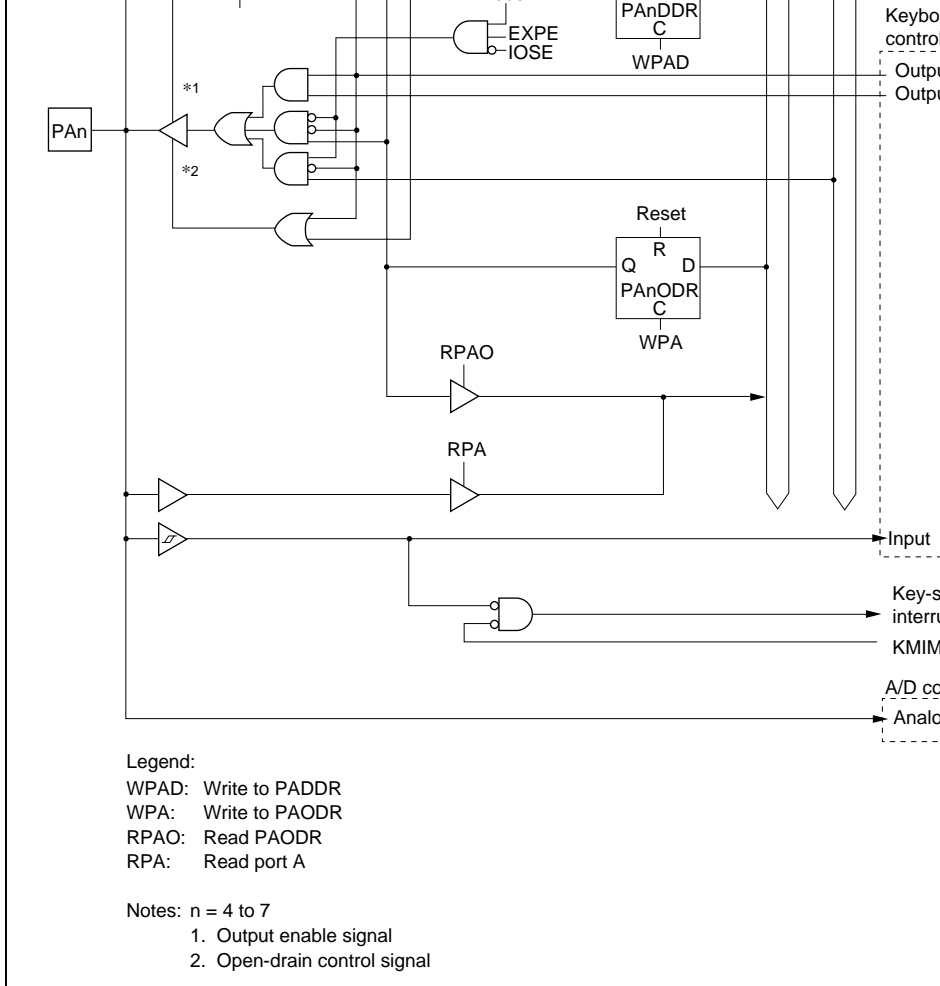 PAnDDR
C
WPAD
EXPE
IOSE
*1
PAn
*2
Reset
R
Q D
PAnODR
C
WPA
RPAO
RPA
Input
KMIM
Legend:
WPAD: Write to PADDR
WPA: Write to PAODR
RPAO: Read PAODR
RPA: Read port A
Notes: n = 4 to 7
1. Output enable signal
2. Open-drain control signal